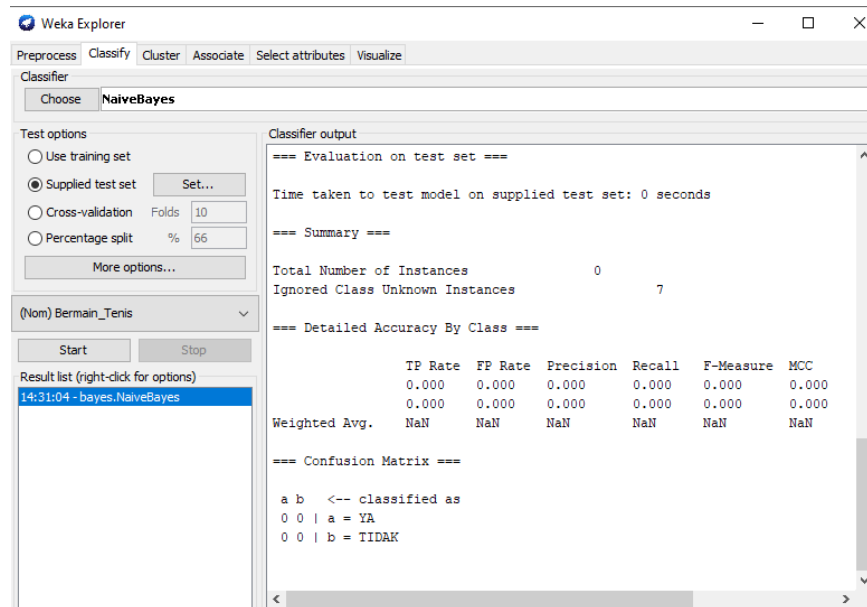 Weka Explorer
Preprocess Classify Cluster Associate Select attributes Visualize
Classifier
Choose NaiveBayes
Test options
Use training set
Supplied test set Set...
Cross-validation Folds 10
Percentage split % 66
More options...
(Nom) Bermain_Tenis
Start Stop
Result list (right-click for options)
14:31:04 - bayes.NaiveBayes
Classifier output
=== Evaluation on test set ===
Time taken to test model on supplied test set: 0 seconds
=== Summary ===
Total Number of Instances 0
Ignored Class Unknown Instances 7
=== Detailed Accuracy By Class ===
TP Rate FP Rate Precision Recall F-Measure MCC
0.000 0.000 0.000 0.000 0.000 0.000
0.000 0.000 0.000 0.000 0.000 0.000
Weighted Avg. NaN NaN NaN NaN NaN NaN
=== Confusion Matrix ===
a b <-- classified as
0 0 | a = YA
0 0 | b = TIDAK